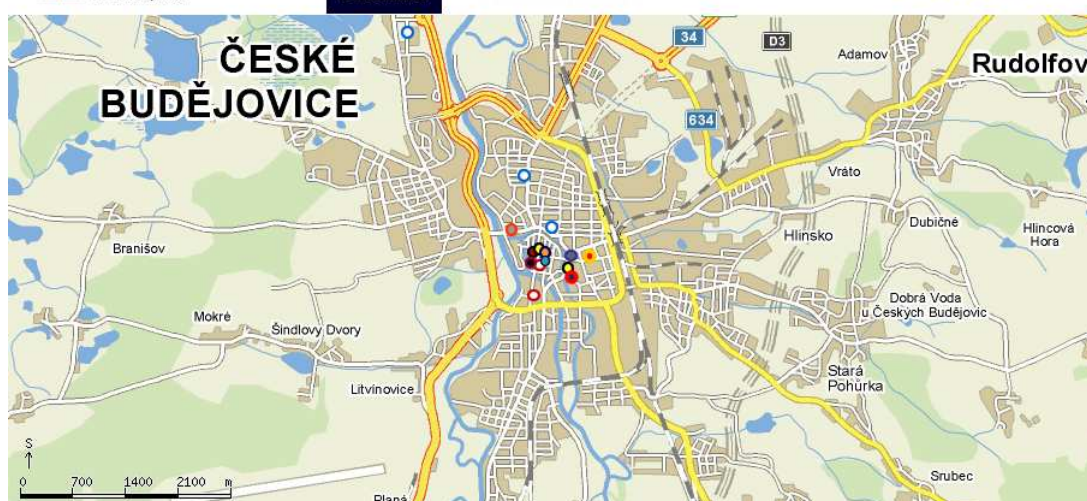 ČESKÉ
BUDĚJOVICE
34
D3
Adamov
Rudolfov
634
Vráto
Dubičné
Hlinsko
Hlincová
Hora
Branišov
Dobrá Voda
u Českých Budějovic
Mokré
Šindlovy Dvory
Stará
Pohůrka
Litvínovice
S
0 700 1400 2100 m
Srubec
Planá